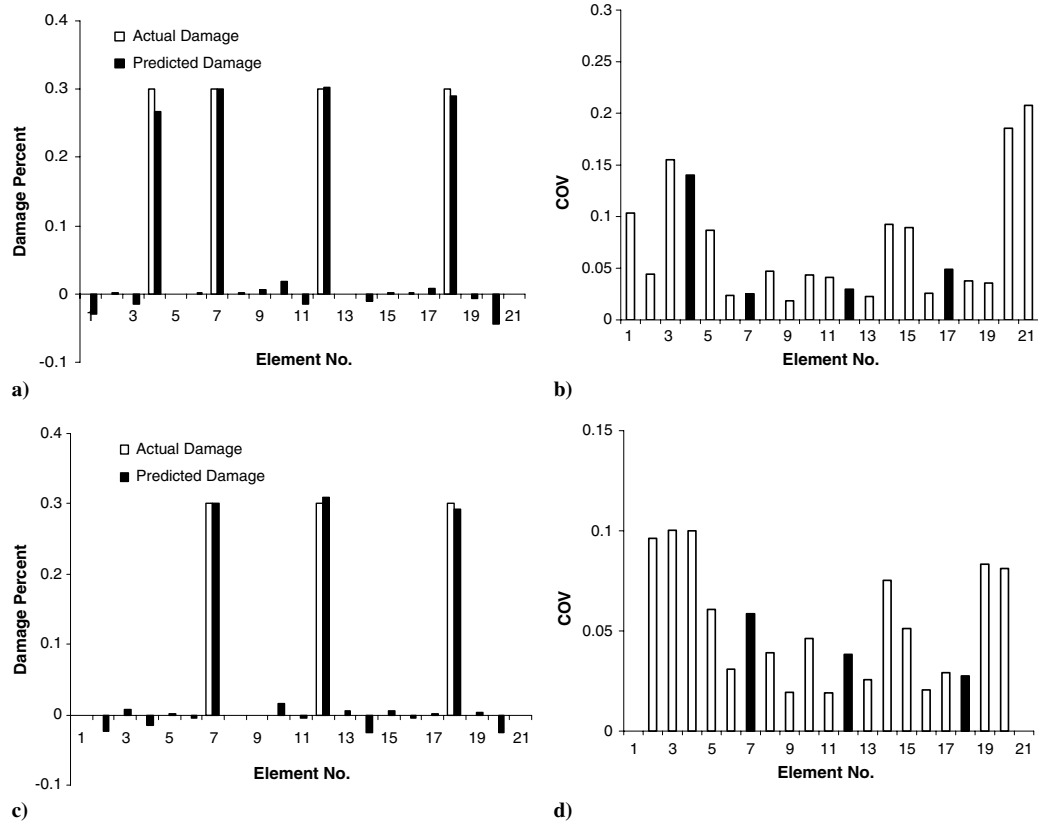 0.4
0.3
0.2
0.1
0
-0.1
Damage Percent
Actual Damage
Predicted Damage
1 3 5 7 9 11 13 15 17 19 21
Element No.
a)
0.3
0.25
0.2
0.15
0.1
0.05
0
COV
1 3 5 7 9 11 13 15 17 19 21
Element No.
b)
0.4
0.3
0.2
0.1
0
-0.1
Damage Percent
Actual Damage
Predicted Damage
1 3 5 7 9 11 13 15 17 19 21
Element No.
c)
0.15
0.1
0.05
0
COV
1 3 5 7 9 11 13 15 17 19 21
Element No.
d)